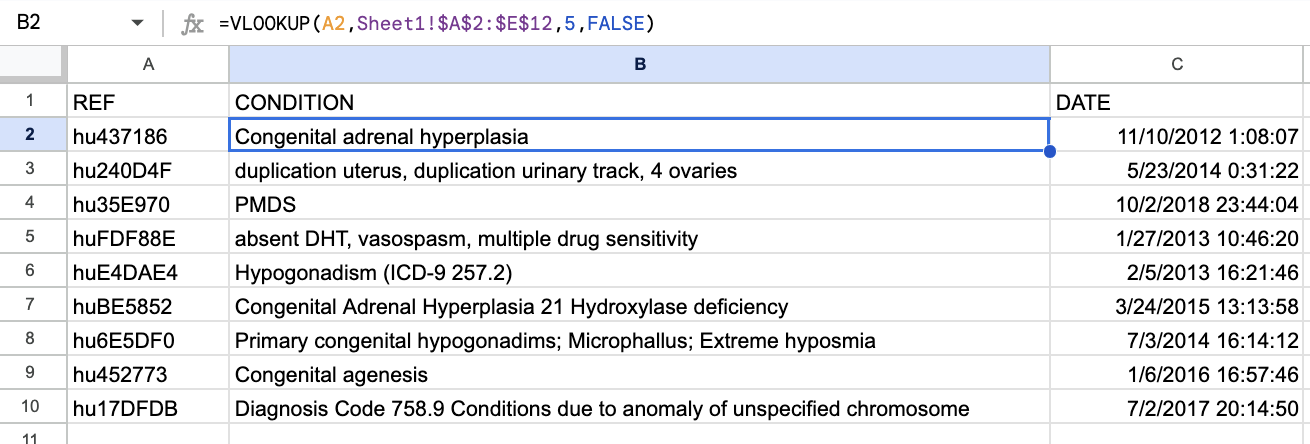 B2 fx =VLOOKUP(A2,Sheet1!$A$2:$E$12,5,FALSE)
A B C
1 REF CONDITION DATE
2 hu437186 Congenital adrenal hyperplasia 11/10/2012 1:08:07
3 hu240D4F duplication uterus, duplication urinary track, 4 ovaries 5/23/2014 0:31:22
4 hu35E970 PMDS 10/2/2018 23:44:04
5 huFDF88E absent DHT, vasospasm, multiple drug sensitivity 1/27/2013 10:46:20
6 huE4DAE4 Hypogonadism (ICD-9 257.2) 2/5/2013 16:21:46
7 huBE5852 Congenital Adrenal Hyperplasia 21 Hydroxylase deficiency 3/24/2015 13:13:58
8 hu6E5DF0 Primary congenital hypogonadims; Microphallus; Extreme hyposmia 7/3/2014 16:14:12
9 hu452773 Congenital agenesis 1/6/2016 16:57:46
10 hu17DFDB Diagnosis Code 758.9 Conditions due to anomaly of unspecified chromosome 7/2/2017 20:14:50
11